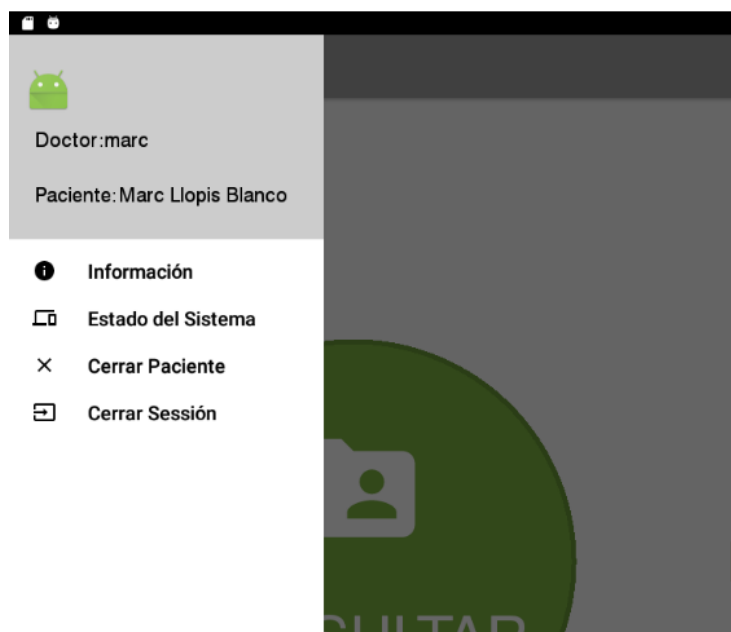 Doctor:marc
Paciente:Marc Llopis Blanco
Información
Estado del Sistema
Cerrar Paciente
Cerrar Sessión